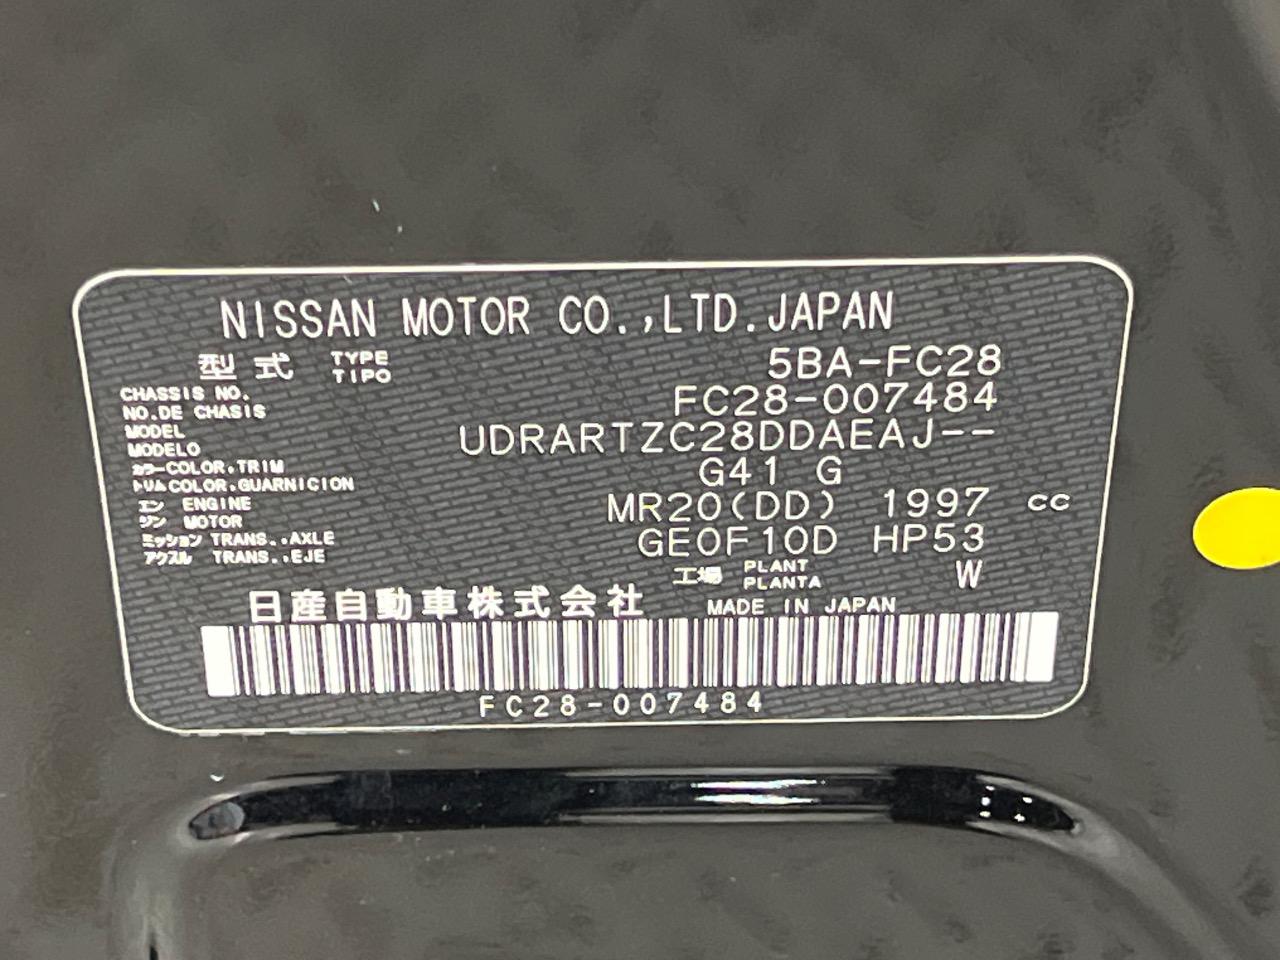 NISSAN MOTOR CO.,LTD.JAPAN
型式 TYPE TIPO 5BA-FC28
CHASSIS NO.
NO.DE CHASIS FC28-007484
MODEL
MODELO UDRARTZC28DDAEAJ--
カラー COLOR,TRIM
トリム COLOR,GUARNICION G41 G
エン ENGINE
ジン MOTOR MR20(DD) 1997 cc
ミッション TRANS.,AXLE
アクスル TRANS.,EJE GE0F10D HP53
工場 PLANT PLANTA W
日産自動車株式会社 MADE IN JAPAN
FC28-007484